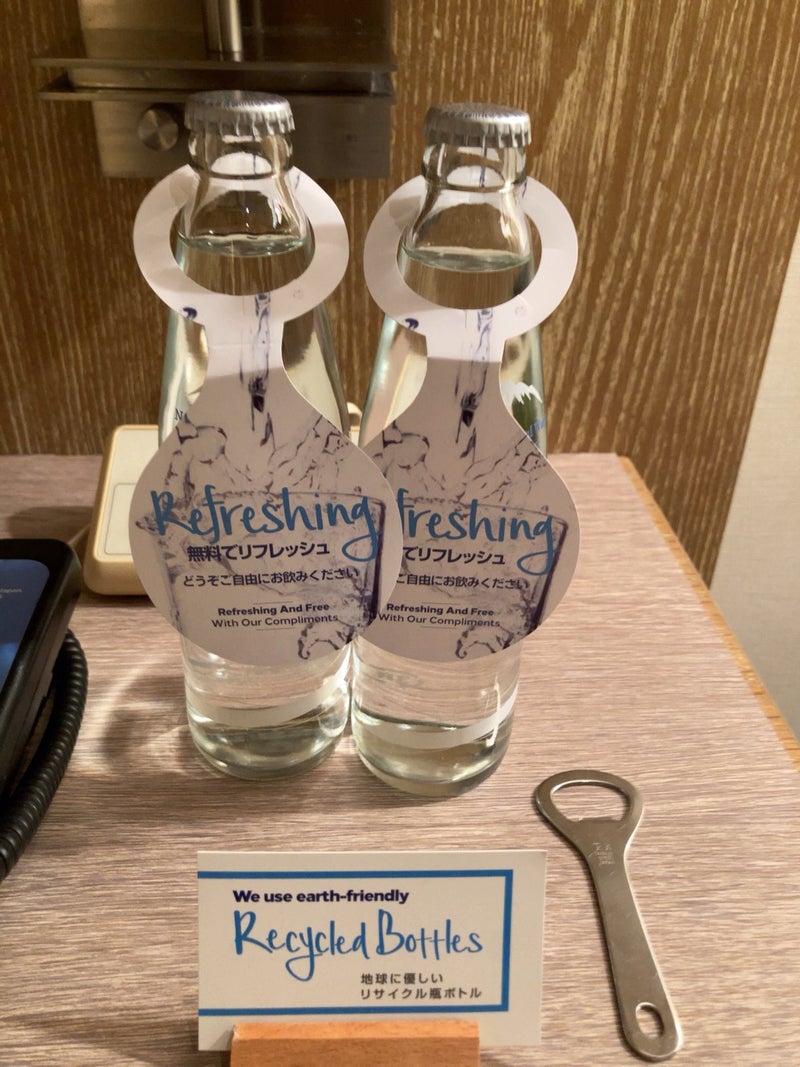 Refreshing
無料でリフレッシュ
どうぞご自由にお飲みください
Refreshing And Free
With Our Compliments
freshing
でリフレッシュ
ご自由にお飲みください
Refreshing And Free
With Our Compliments
We use earth-friendly
Recycled Bottles
地球に優しい
リサイクル瓶ボトル